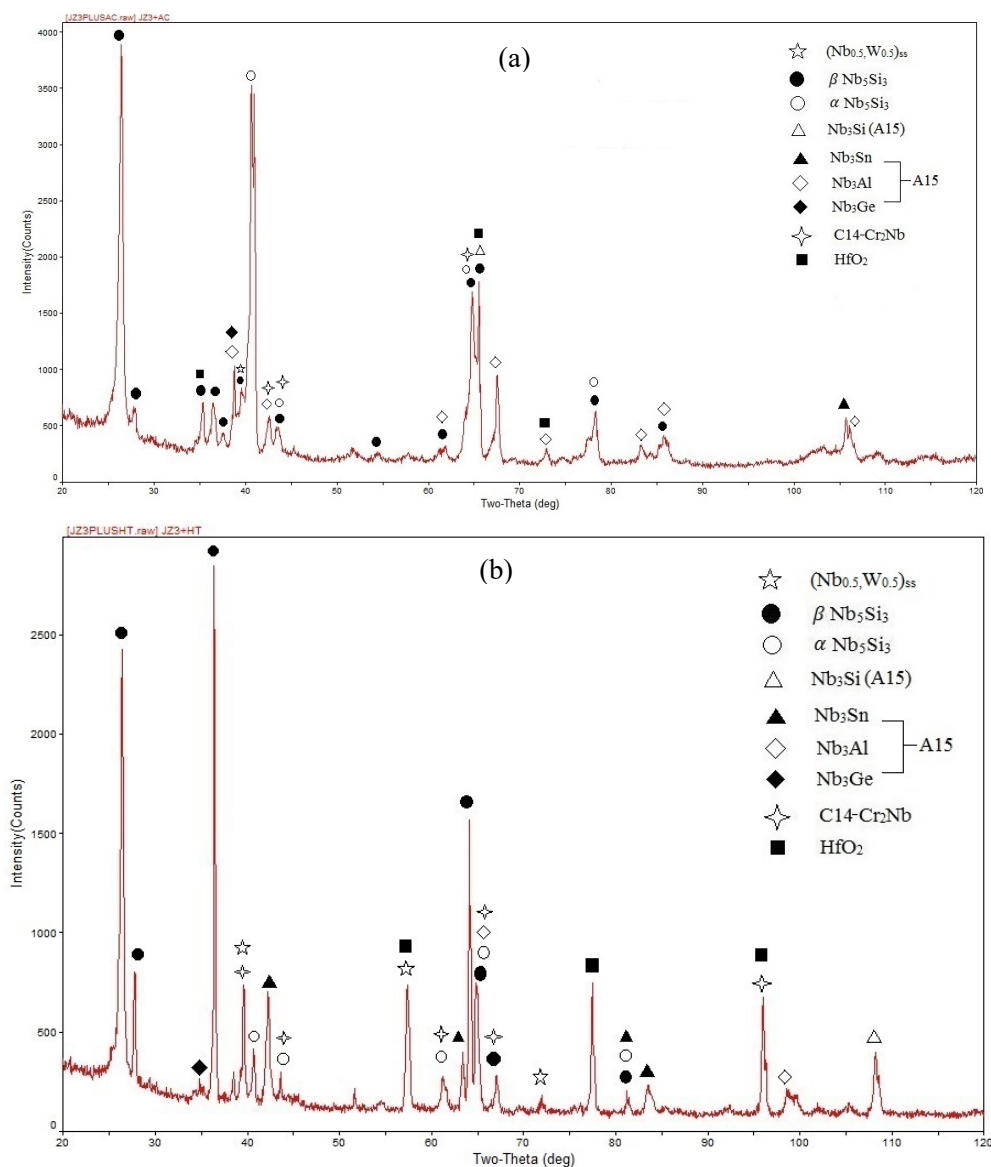 [JZ3PLUSAC.raw] JZ3+AC
(a)
(Nb0.5,W0.5)ss
β Nb5Si3
α Nb5Si3
Nb3Si (A15)
Nb3Sn
Nb3Al
A15
Nb3Ge
C14-Cr2Nb
HfO2
Intensity(Counts)
4000
3500
3000
2500
2000
1500
1000
500
0
20 30 40 50 60 70 80 90 100 110 120
Two-Theta (deg)
[JZ3PLUSHT.raw] JZ3+HT
(b)
(Nb0.5,W0.5)ss
β Nb5Si3
α Nb5Si3
Nb3Si (A15)
Nb3Sn
Nb3Al
A15
Nb3Ge
C14-Cr2Nb
HfO2
Intensity(Counts)
2500
2000
1500
1000
500
0
20 30 40 50 60 70 80 90 100 110 120
Two-Theta (deg)